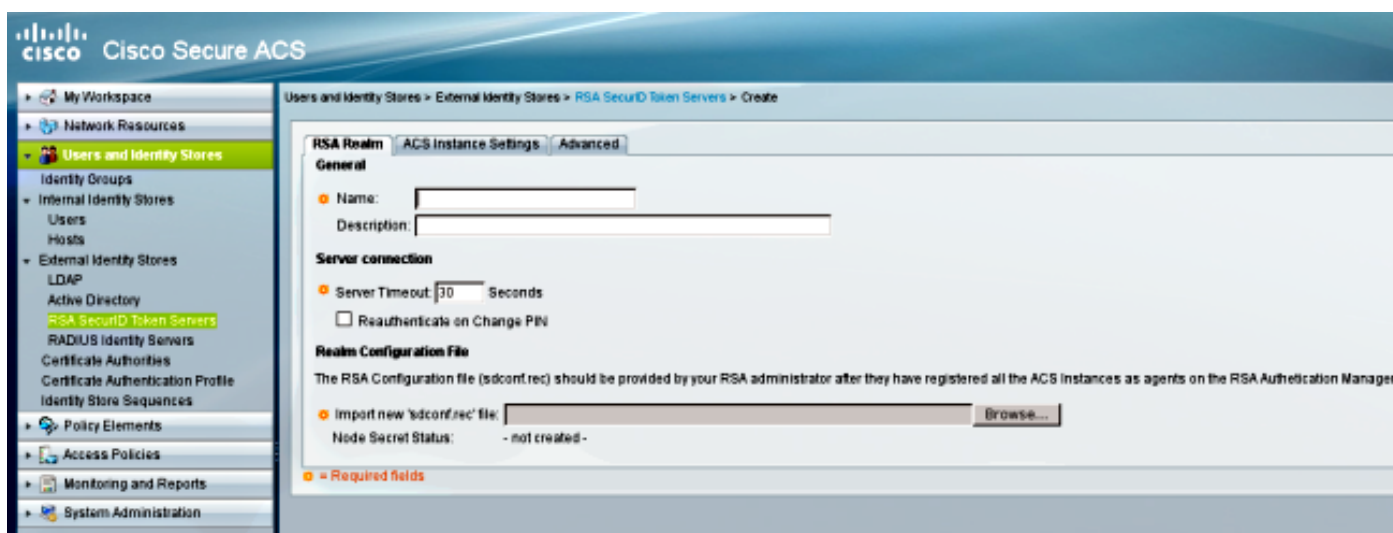 CISCO Cisco Secure ACS
My Workspace
Network Resources
Users and Identity Stores
Identity Groups
Internal Identity Stores
Users
Hosts
External Identity Stores
LDAP
Active Directory
RSA SecurID Token Servers
RADIUS Identity Servers
Certificate Authorities
Certificate Authentication Profile
Identity Store Sequences
Policy Elements
Access Policies
Monitoring and Reports
System Administration
Users and Identity Stores > External Identity Stores > RSA SecurID Token Servers > Create
RSA Realm ACS Instance Settings Advanced
General
Name:
Description:
Server connection
Server Timeout: 30 Seconds
Reauthenticate on Change PIN
Realm Configuration File
The RSA Configuration file (sdconf.rec) should be provided by your RSA administrator after they have registered all the ACS Instances as agents on the RSA Authetication Manager
Import new 'sdconf.rec' file: Browse...
Node Secret Status: - not created -
= Required fields